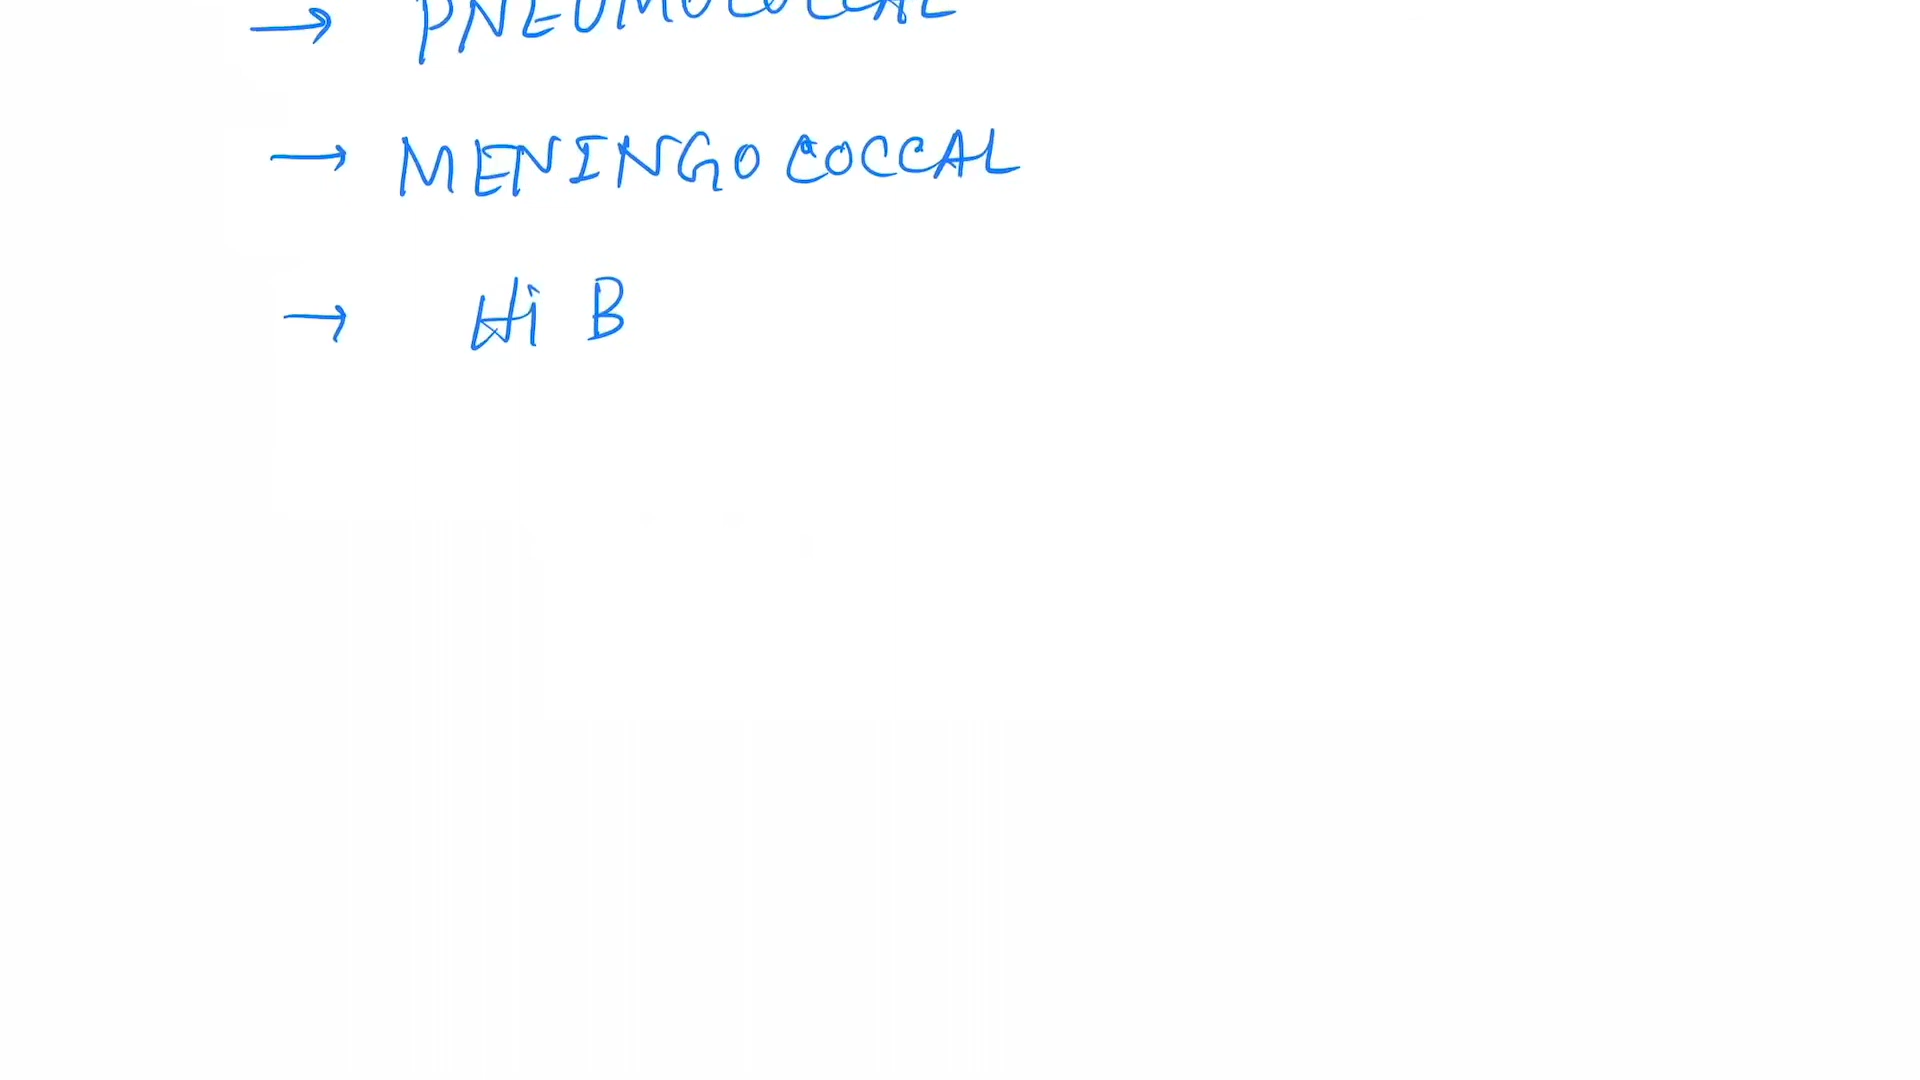 → PNEUMOCOCCAL
→ MENINGOCOCCAL
→ Hi B